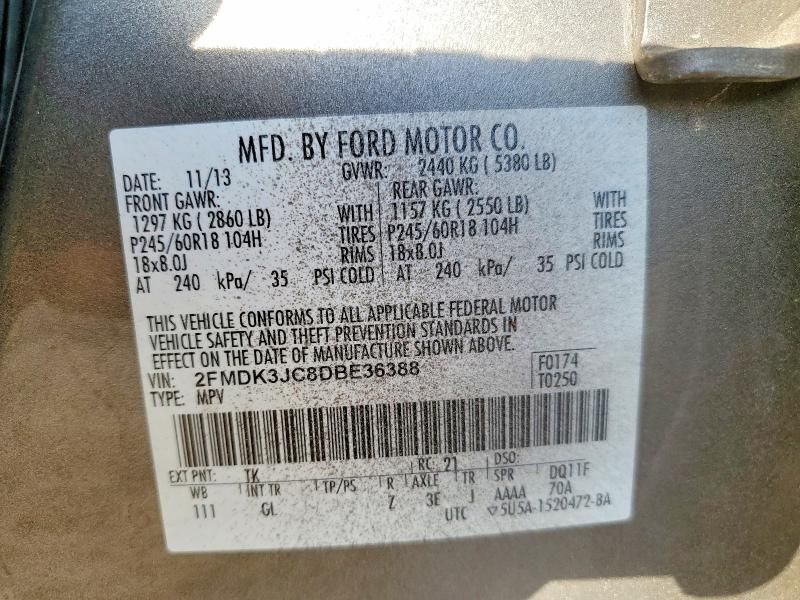 MFD. BY FORD MOTOR CO.
DATE: 11/13 GVWR: 2440 KG ( 5380 LB)
FRONT GAWR: REAR GAWR:
1297 KG ( 2860 LB) WITH 1157 KG ( 2550 LB) WITH
P245/60R18 104H TIRES P245/60R18 104H TIRES
18x8.0J RIMS 18x8.0J RIMS
AT 240 kPa/ 35 PSI COLD AT 240 kPa/ 35 PSI COLD
THIS VEHICLE CONFORMS TO ALL APPLICABLE FEDERAL MOTOR
VEHICLE SAFETY AND THEFT PREVENTION STANDARDS IN
EFFECT ON THE DATE OF MANUFACTURE SHOWN ABOVE.
VIN: 2FMDK3JC8DBE36388 F0174
TYPE: MPV T0250
EXT PNT: TK RC: 21 DSO:
WB INT TR TP/PS R AXLE TR SPR DQ11F
111 GL Z 3E J AAAA 70A
UTC ▽5U5A-1520472-BA